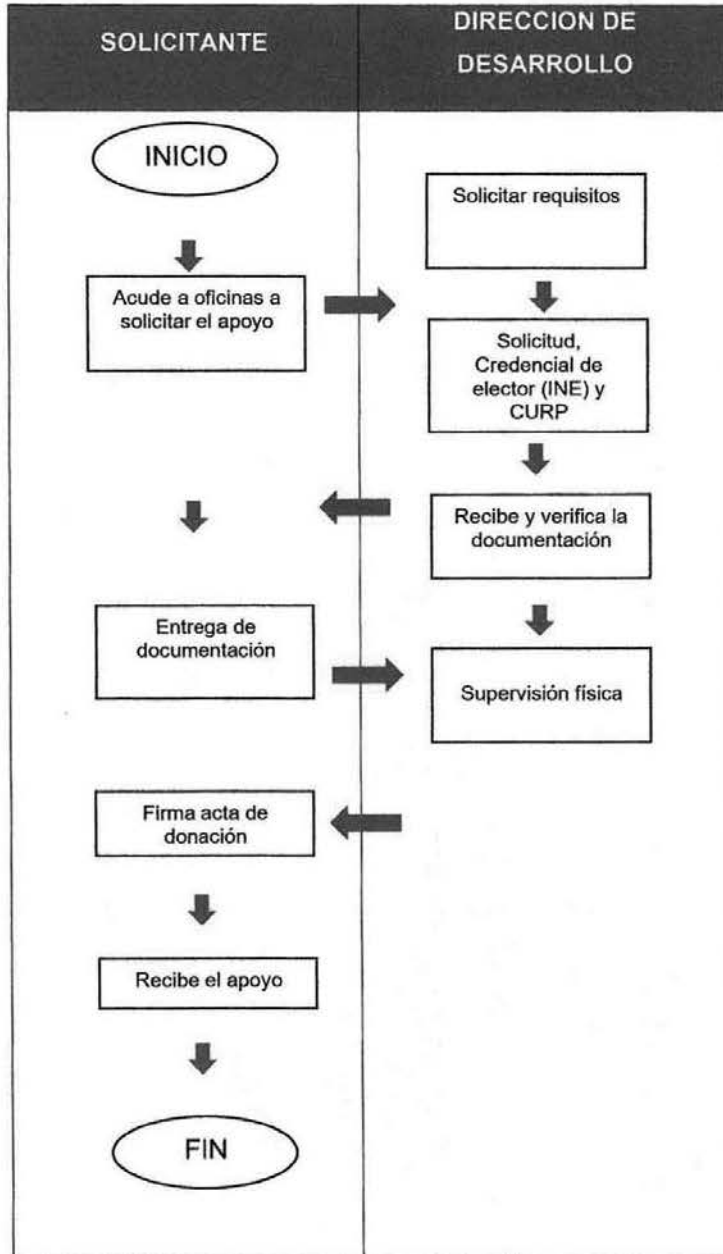 SOLICITANTE
DIRECCION DE
DESARROLLO
INICIO
Solicitar requisitos
Acude a oficinas a
solicitar el apoyo
Solicitud,
Credencial de
elector (INE) y
CURP
Recibe y verifica la
documentación
Entrega de
documentación
Supervisión física
Firma acta de
donación
Recibe el apoyo
FIN